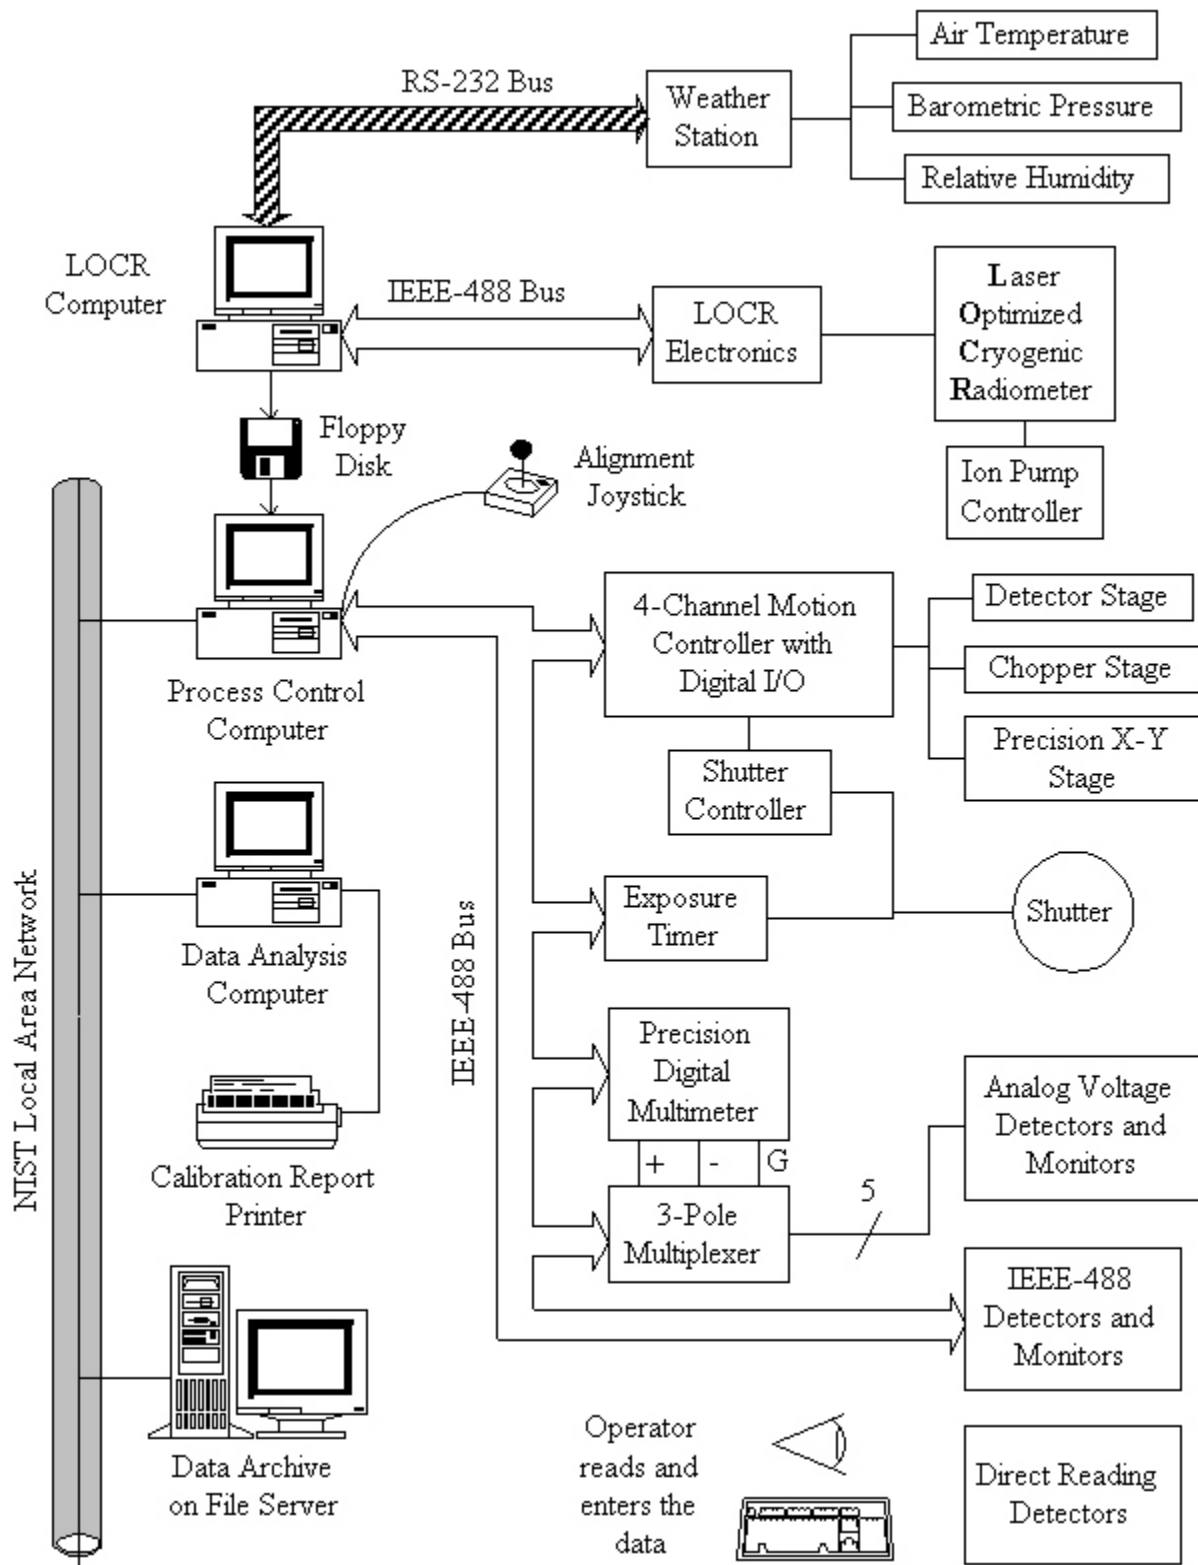 Air Temperature
RS-232 Bus
Weather
Station
Barometric Pressure
Relative Humidity
LOCR
Computer
IEEE-488 Bus
LOCR
Electronics
Laser
Optimized
Cryogenic
Radiometer
Floppy
Disk
Alignment
Joystick
Ion Pump
Controller
4-Channel Motion
Controller with
Digital I/O
Detector Stage
Chopper Stage
Precision X-Y
Stage
Process Control
Computer
Shutter
Controller
NIST Local Area Network
Data Analysis
Computer
IEEE-488 Bus
Exposure
Timer
Shutter
Precision
Digital
Multimeter
+ - G
3-Pole
Multiplexer
5
Analog Voltage
Detectors and
Monitors
Calibration Report
Printer
IEEE-488
Detectors and
Monitors
Data Archive
on File Server
Operator
reads and
enters the
data
Direct Reading
Detectors